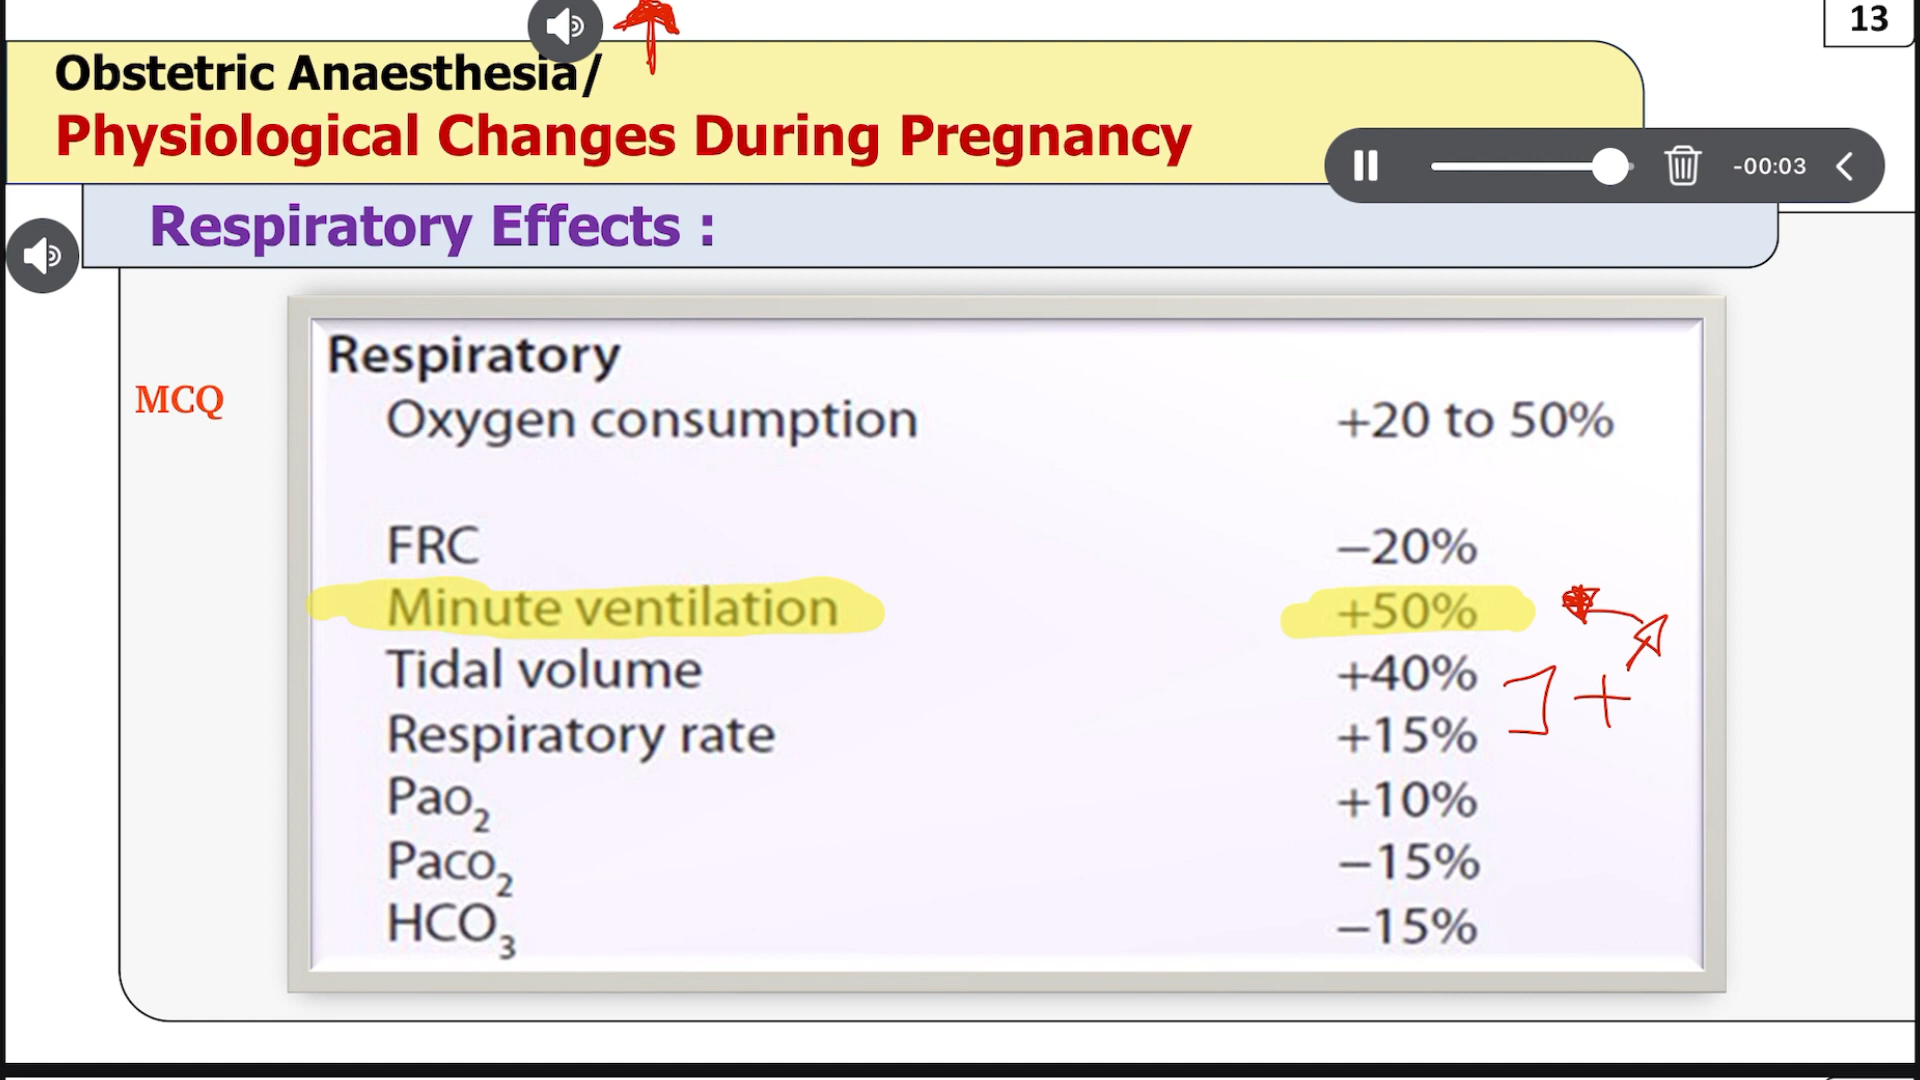 13
Obstetric Anaesthesia/
Physiological Changes During Pregnancy
-00:03
Respiratory Effects :
MCQ
Respiratory
Oxygen consumption +20 to 50%
FRC −20%
Minute ventilation +50%
Tidal volume +40%
Respiratory rate +15%
+
Pao₂ +10%
Paco₂ −15%
HCO₃ −15%